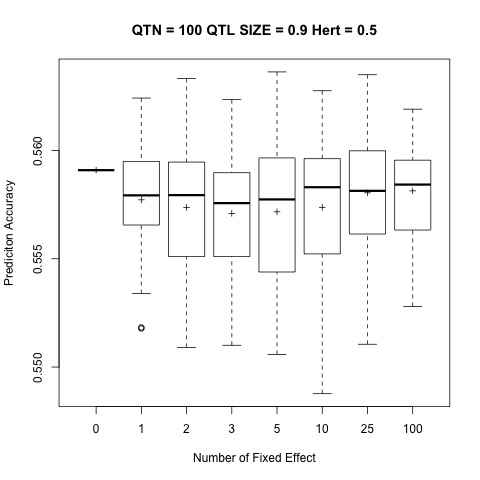 QTN = 100 QTL SIZE = 0.9 Hert = 0.5
Prediciton Accuracy
0.560
0.555
0.550
0 1 2 3 5 10 25 100
Number of Fixed Effect